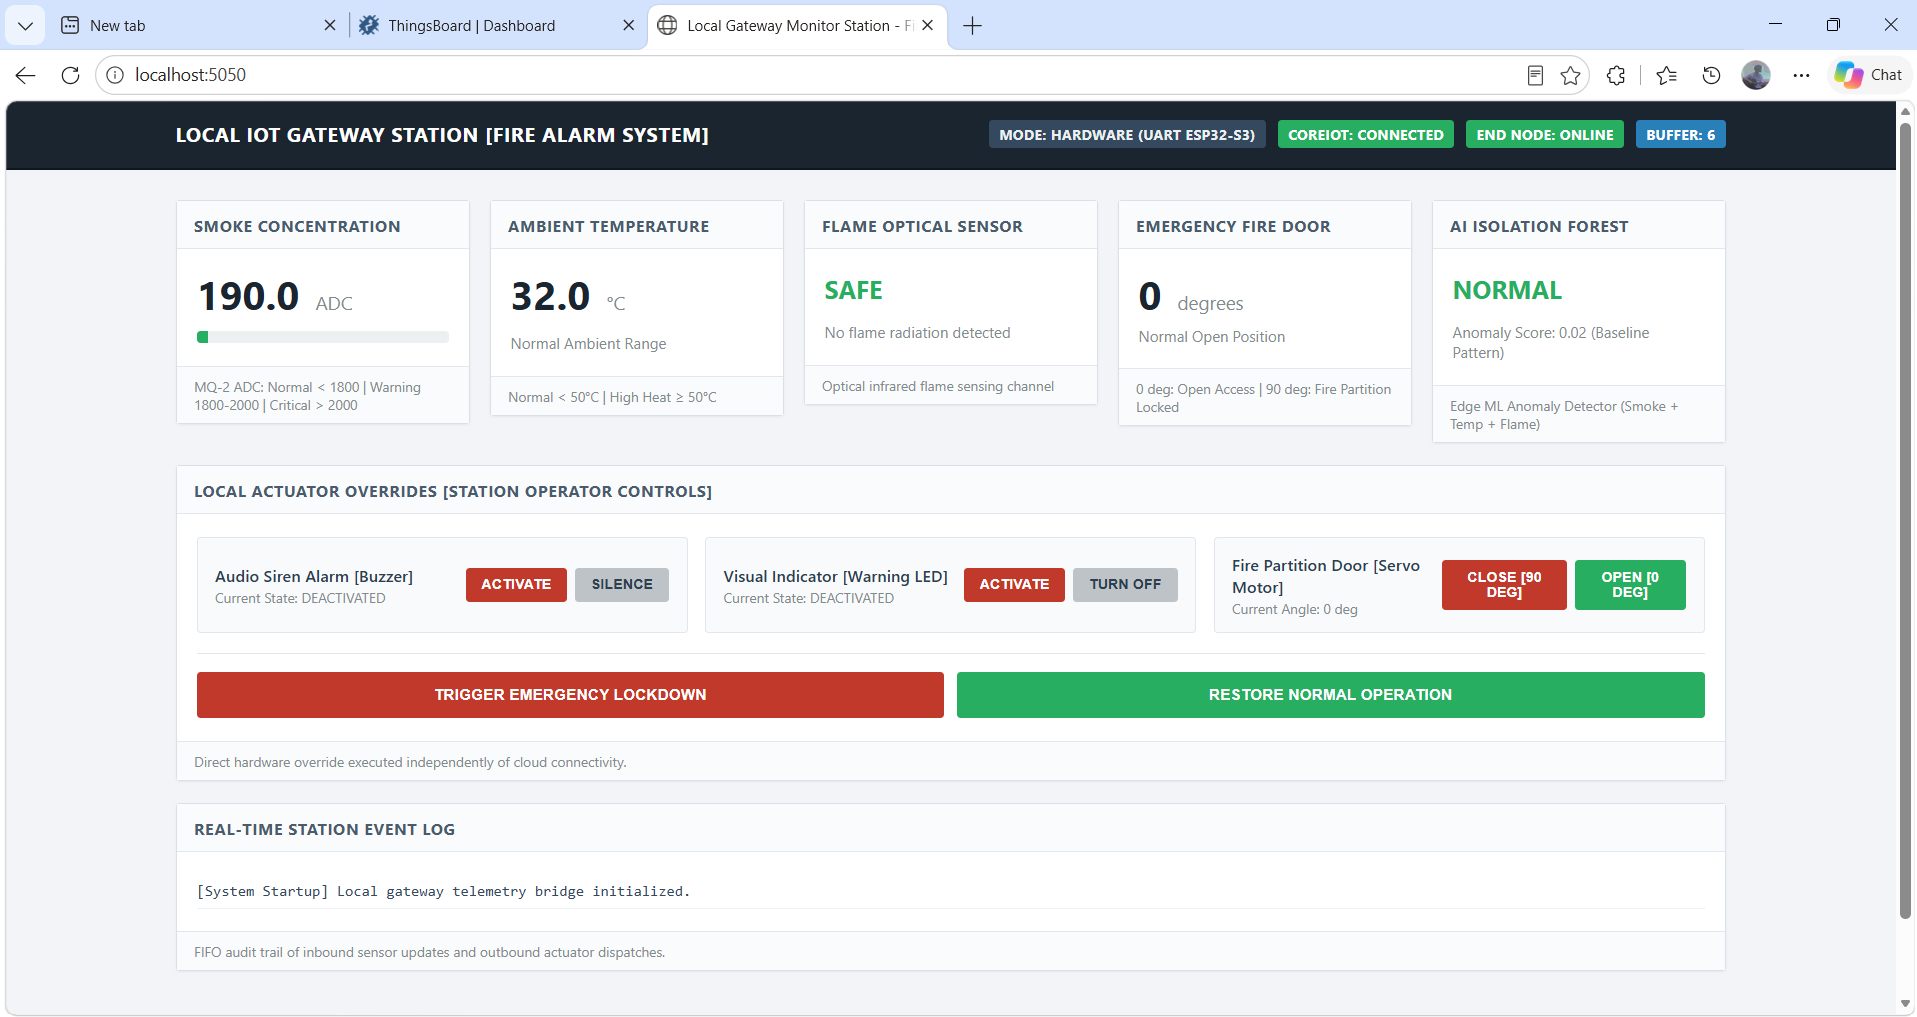 New tab
ThingsBoard | Dashboard
Local Gateway Monitor Station - Fi
localhost:5050
Chat
LOCAL IOT GATEWAY STATION [FIRE ALARM SYSTEM]
MODE: HARDWARE (UART ESP32-S3)
COREIOT: CONNECTED
END NODE: ONLINE
BUFFER: 6
SMOKE CONCENTRATION
190.0 ADC
MQ-2 ADC: Normal < 1800 | Warning
1800-2000 | Critical > 2000
AMBIENT TEMPERATURE
32.0 °C
Normal Ambient Range
Normal < 50°C | High Heat ≥ 50°C
FLAME OPTICAL SENSOR
SAFE
No flame radiation detected
Optical infrared flame sensing channel
EMERGENCY FIRE DOOR
0 degrees
Normal Open Position
0 deg: Open Access | 90 deg: Fire Partition
Locked
AI ISOLATION FOREST
NORMAL
Anomaly Score: 0.02 (Baseline
Pattern)
Edge ML Anomaly Detector (Smoke +
Temp + Flame)
LOCAL ACTUATOR OVERRIDES [STATION OPERATOR CONTROLS]
Audio Siren Alarm [Buzzer]
Current State: DEACTIVATED
ACTIVATE
SILENCE
Visual Indicator [Warning LED]
Current State: DEACTIVATED
ACTIVATE
TURN OFF
Fire Partition Door [Servo
Motor]
Current Angle: 0 deg
CLOSE [90
DEG]
OPEN [0
DEG]
TRIGGER EMERGENCY LOCKDOWN
RESTORE NORMAL OPERATION
Direct hardware override executed independently of cloud connectivity.
REAL-TIME STATION EVENT LOG
[System Startup] Local gateway telemetry bridge initialized.
FIFO audit trail of inbound sensor updates and outbound actuator dispatches.